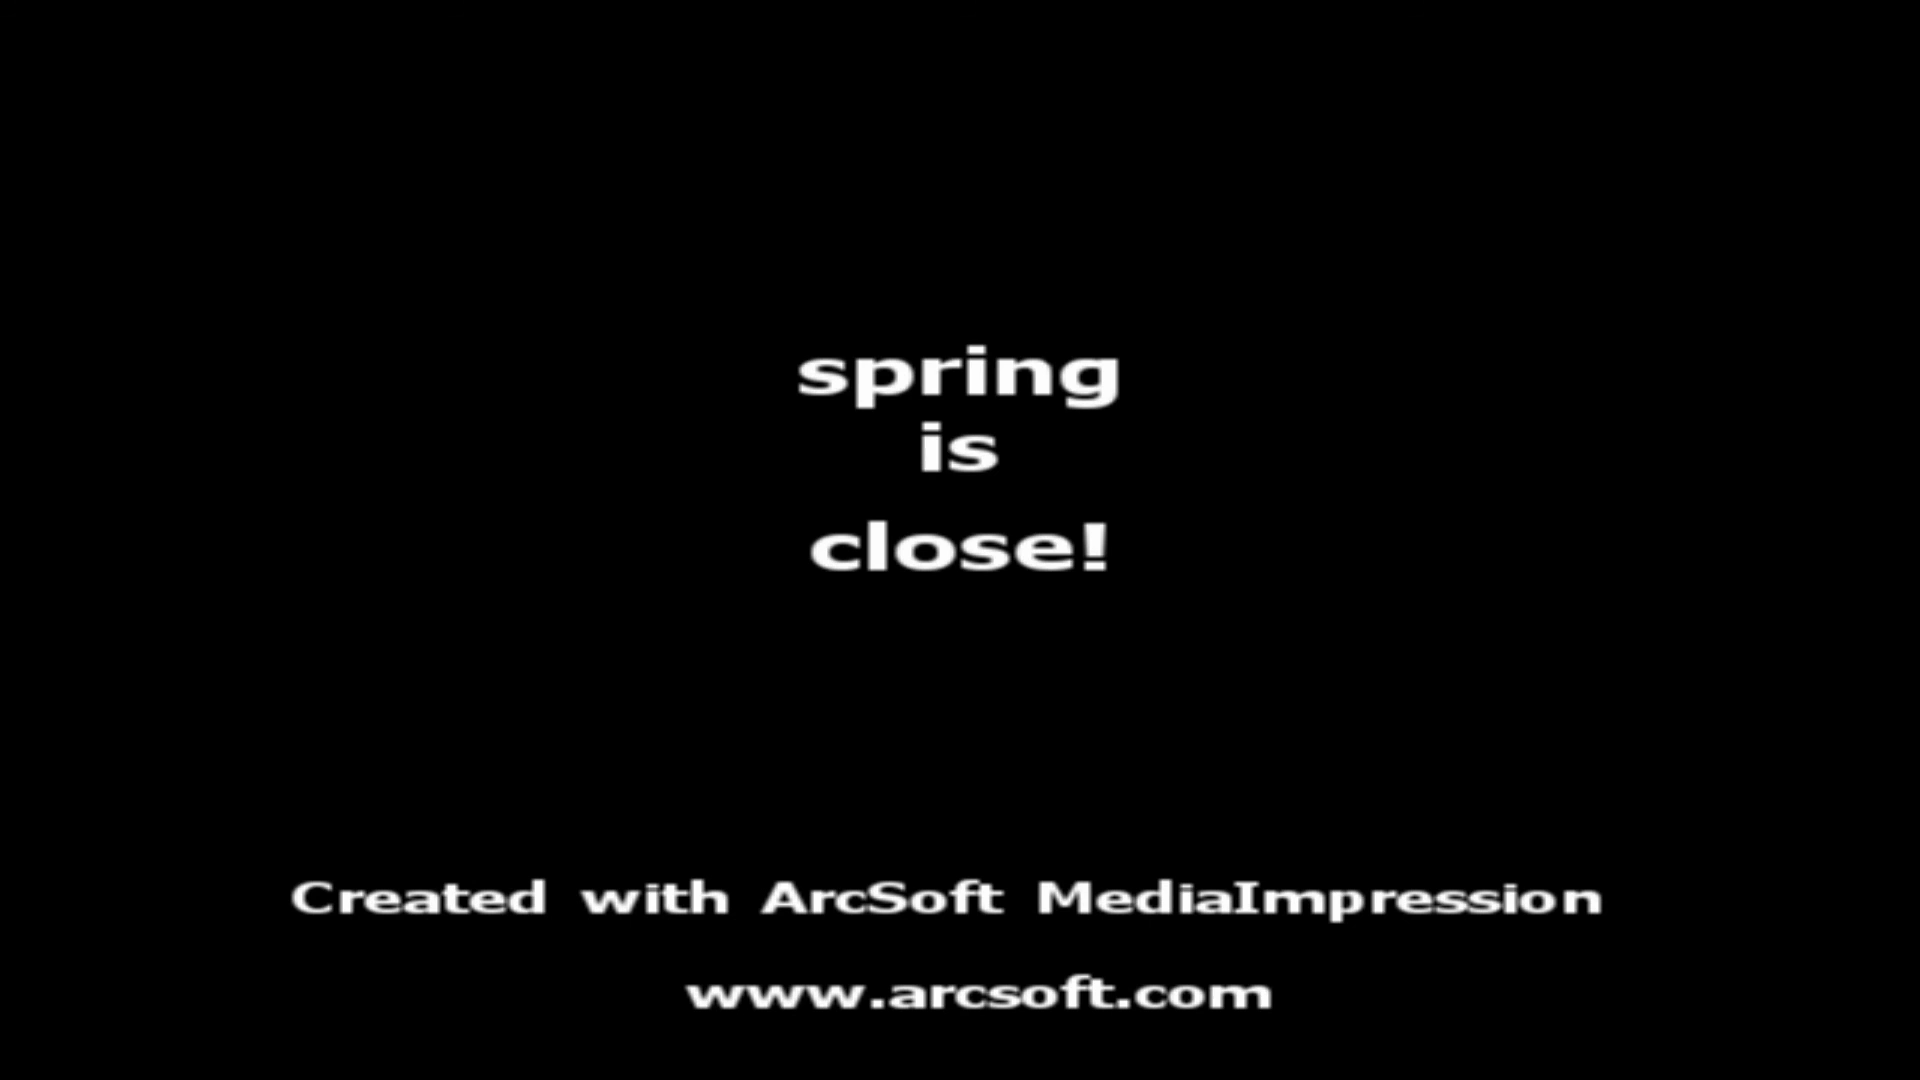 spring
is
close!
Created with ArcSoft MediaImpression
www.arcsoft.com